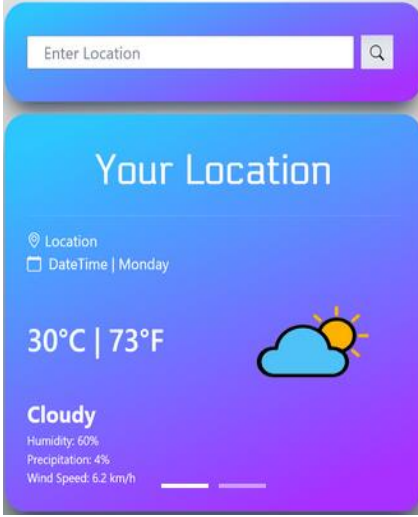 Enter Location
Your Location
Location
DateTime | Monday
30°C | 73°F
Cloudy
Humidity: 60%
Precipitation: 4%
Wind Speed: 6.2 km/h